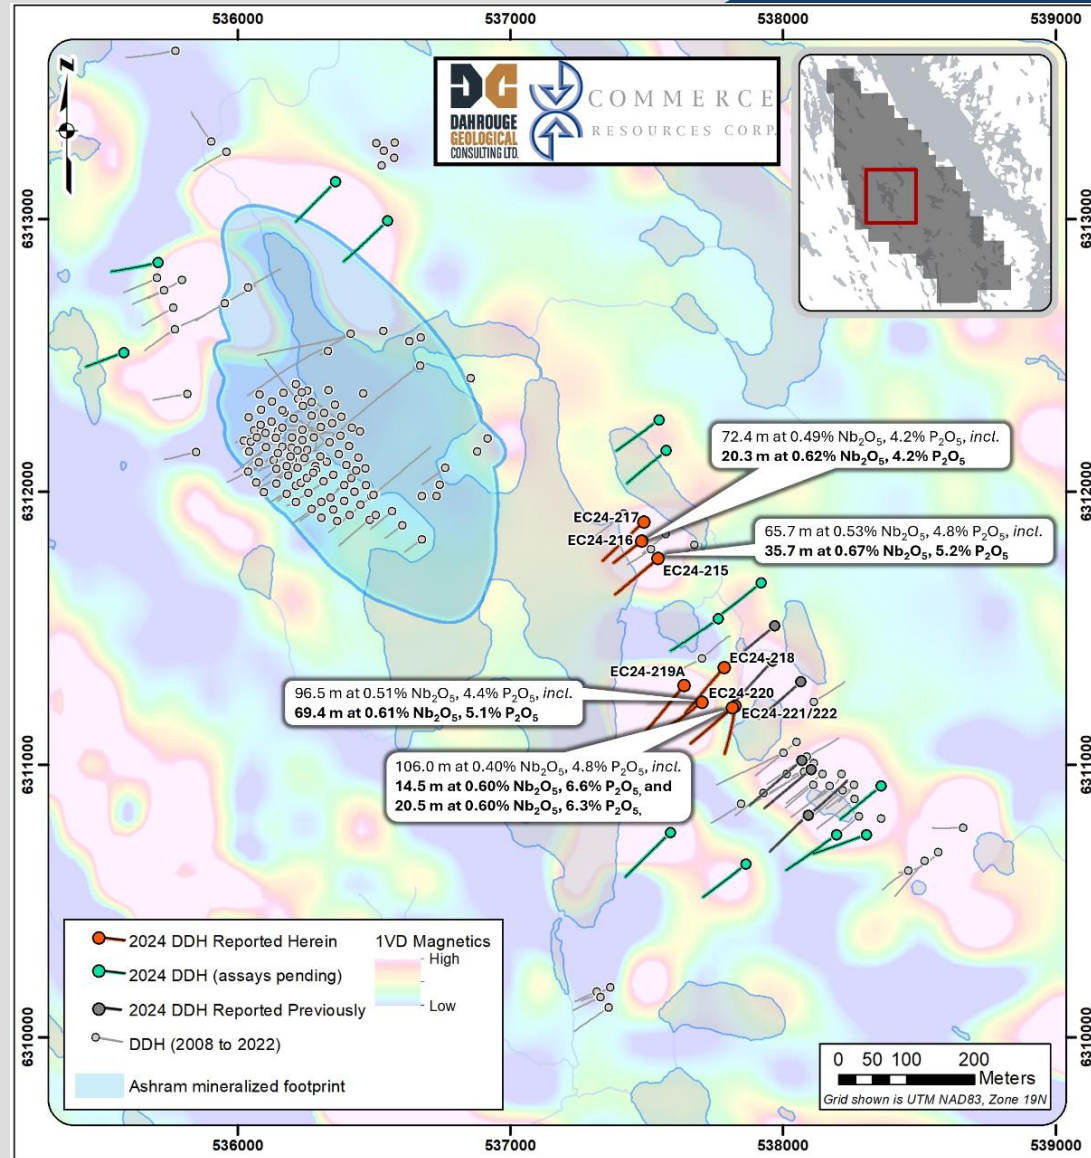 536000
537000
538000
539000
N
DAHROUGE
GEOLOGICAL
CONSULTING LTD.
COMMERCE
RESOURCES CORP.
6313000
6313000
72.4 m at 0.49% Nb₂O₅, 4.2% P₂O₅, incl.
20.3 m at 0.62% Nb₂O₅, 4.2% P₂O₅
6312000
6312000
EC24-217
EC24-216
65.7 m at 0.53% Nb₂O₅, 4.8% P₂O₅, incl.
35.7 m at 0.67% Nb₂O₅, 5.2% P₂O₅
EC24-215
EC24-218
EC24-219A
EC24-220
96.5 m at 0.51% Nb₂O₅, 4.4% P₂O₅, incl.
69.4 m at 0.61% Nb₂O₅, 5.1% P₂O₅
EC24-221/222
106.0 m at 0.40% Nb₂O₅, 4.8% P₂O₅, incl.
14.5 m at 0.60% Nb₂O₅, 6.6% P₂O₅, and
20.5 m at 0.60% Nb₂O₅, 6.3% P₂O₅,
6311000
6311000
2024 DDH Reported Herein
2024 DDH (assays pending)
2024 DDH Reported Previously
DDH (2008 to 2022)
Ashram mineralized footprint
1VD Magnetics
High
Low
6310000
6310000
0 50 100 200
Meters
Grid shown is UTM NAD83, Zone 19N
536000
537000
538000
539000